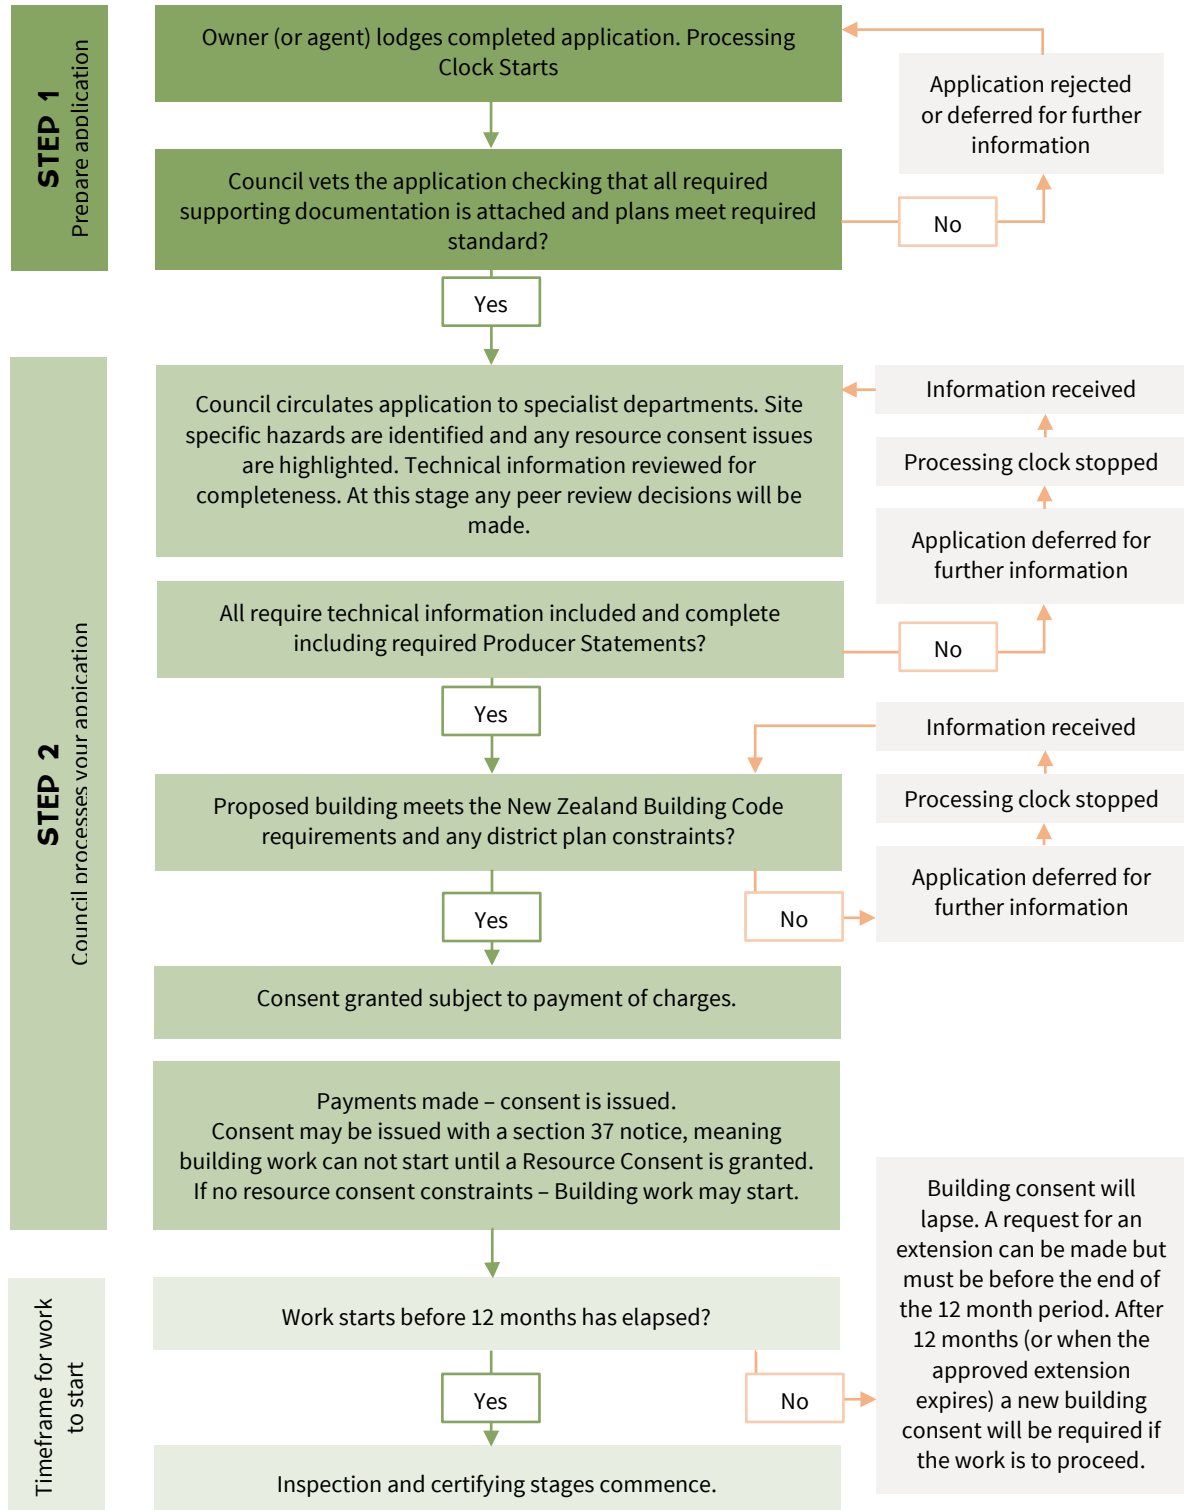 STEP 1
Prepare application
Owner (or agent) lodges completed application. Processing
Clock Starts
Application rejected
or deferred for further
information
Council vets the application checking that all required
supporting documentation is attached and plans meet required
standard?
No
Yes
STEP 2
Council processes your appication
Council circulates application to specialist departments. Site
specific hazards are identified and any resource consent issues
are highlighted. Technical information reviewed for
completeness. At this stage any peer review decisions will be
made.
Information received
Processing clock stopped
Application deferred for
further information
All require technical information included and complete
including required Producer Statements?
No
Yes
Information received
Processing clock stopped
Application deferred for
further information
Proposed building meets the New Zealand Building Code
requirements and any district plan constraints?
No
Yes
Consent granted subject to payment of charges.
Payments made – consent is issued.
Consent may be issued with a section 37 notice, meaning
building work can not start until a Resource Consent is granted.
If no resource consent constraints – Building work may start.
Timeframe for work
to start
Work starts before 12 months has elapsed?
Yes
No
Building consent will
lapse. A request for an
extension can be made but
must be before the end of
the 12 month period. After
12 months (or when the
approved extension
expires) a new building
consent will be required if
the work is to proceed.
Inspection and certifying stages commence.